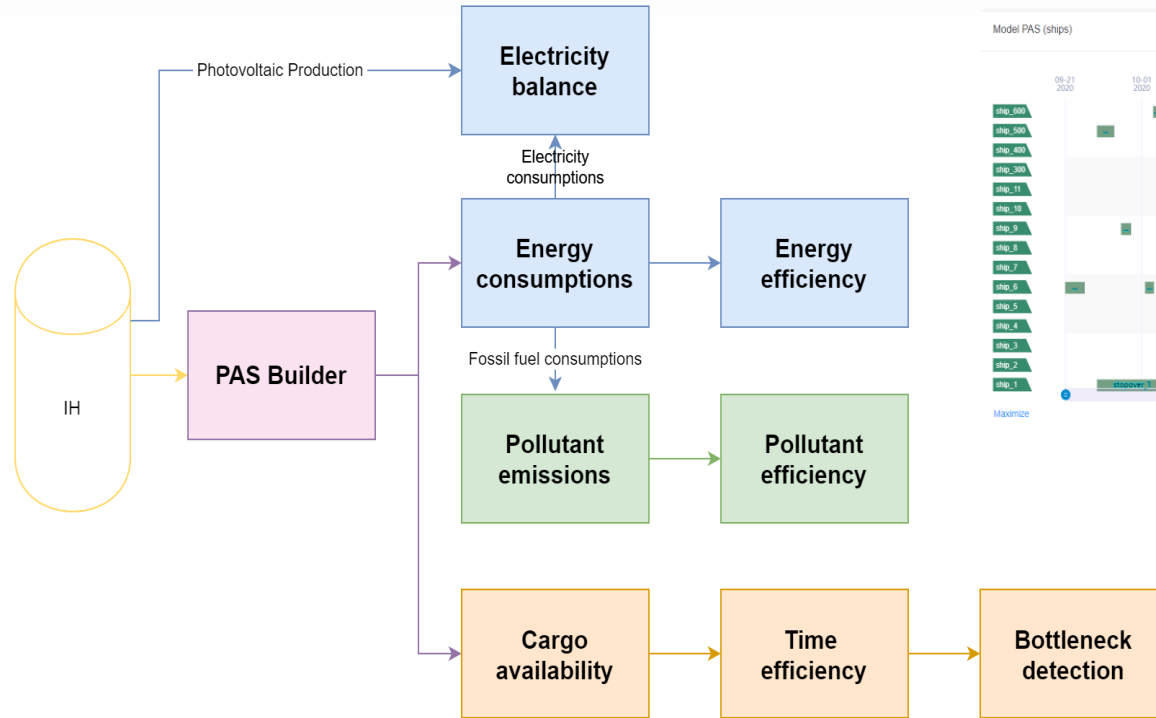 Electricity
balance
Photovoltaic Production
Electricity
consumptions
Energy
consumptions
Energy
efficiency
IH
PAS Builder
Fossil fuel consumptions
Pollutant
emissions
Pollutant
efficiency
Cargo
availability
Time
efficiency
Bottleneck
detection
Model PAS (ships)
09-21
2020
10-01
2020
ship_600
ship_500
...
ship_400
ship_300
ship_11
ship_10
ship_9
...
ship_8
ship_7
ship_6
...
...
ship_5
ship_4
ship_3
ship_2
ship_1
stopover_1
Maximize